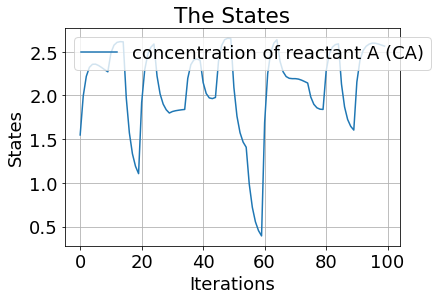 The States
concentration of reactant A (CA)
States
2.5
2.0
1.5
1.0
0.5
0 20 40 60 80 100
Iterations